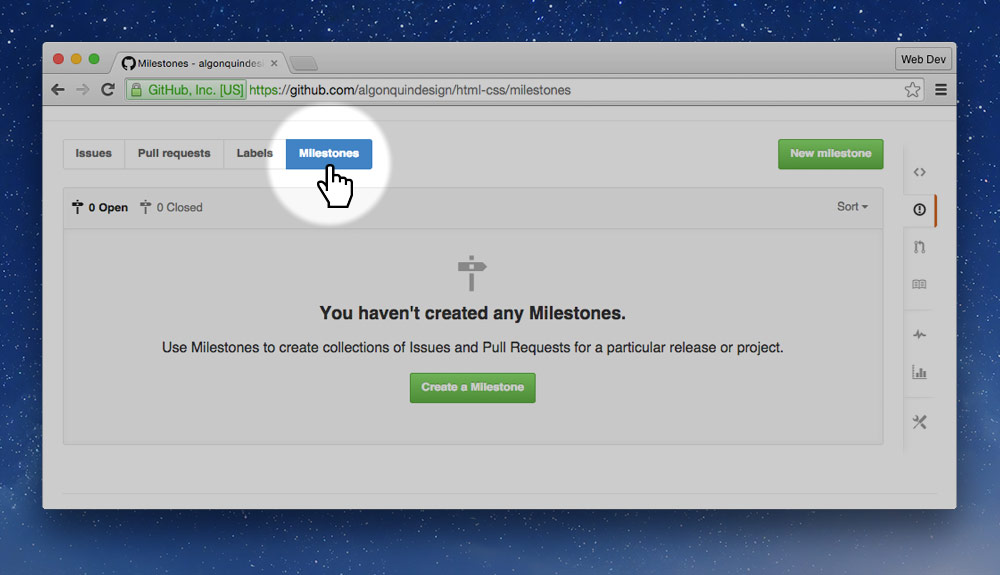 Milestones - algonquindesi
Web Dev
GitHub, Inc. [US] https://github.com/algonquindesign/html-css/milestones
Issues Pull requests Labels Milestones New milestone
0 Open 0 Closed Sort
You haven't created any Milestones.
Use Milestones to create collections of Issues and Pull Requests for a particular release or project.
Create a Milestone